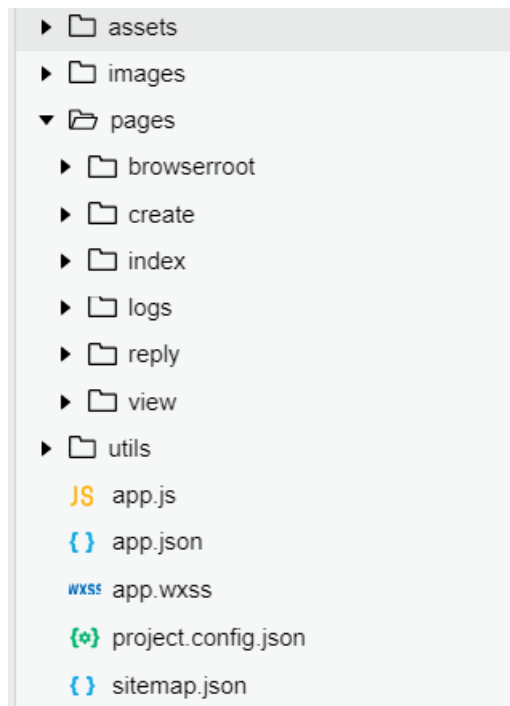 assets
images
pages
browserroot
create
index
logs
reply
view
utils
JS app.js
{ } app.json
WXSS app.wxss
{ } project.config.json
{ } sitemap.json